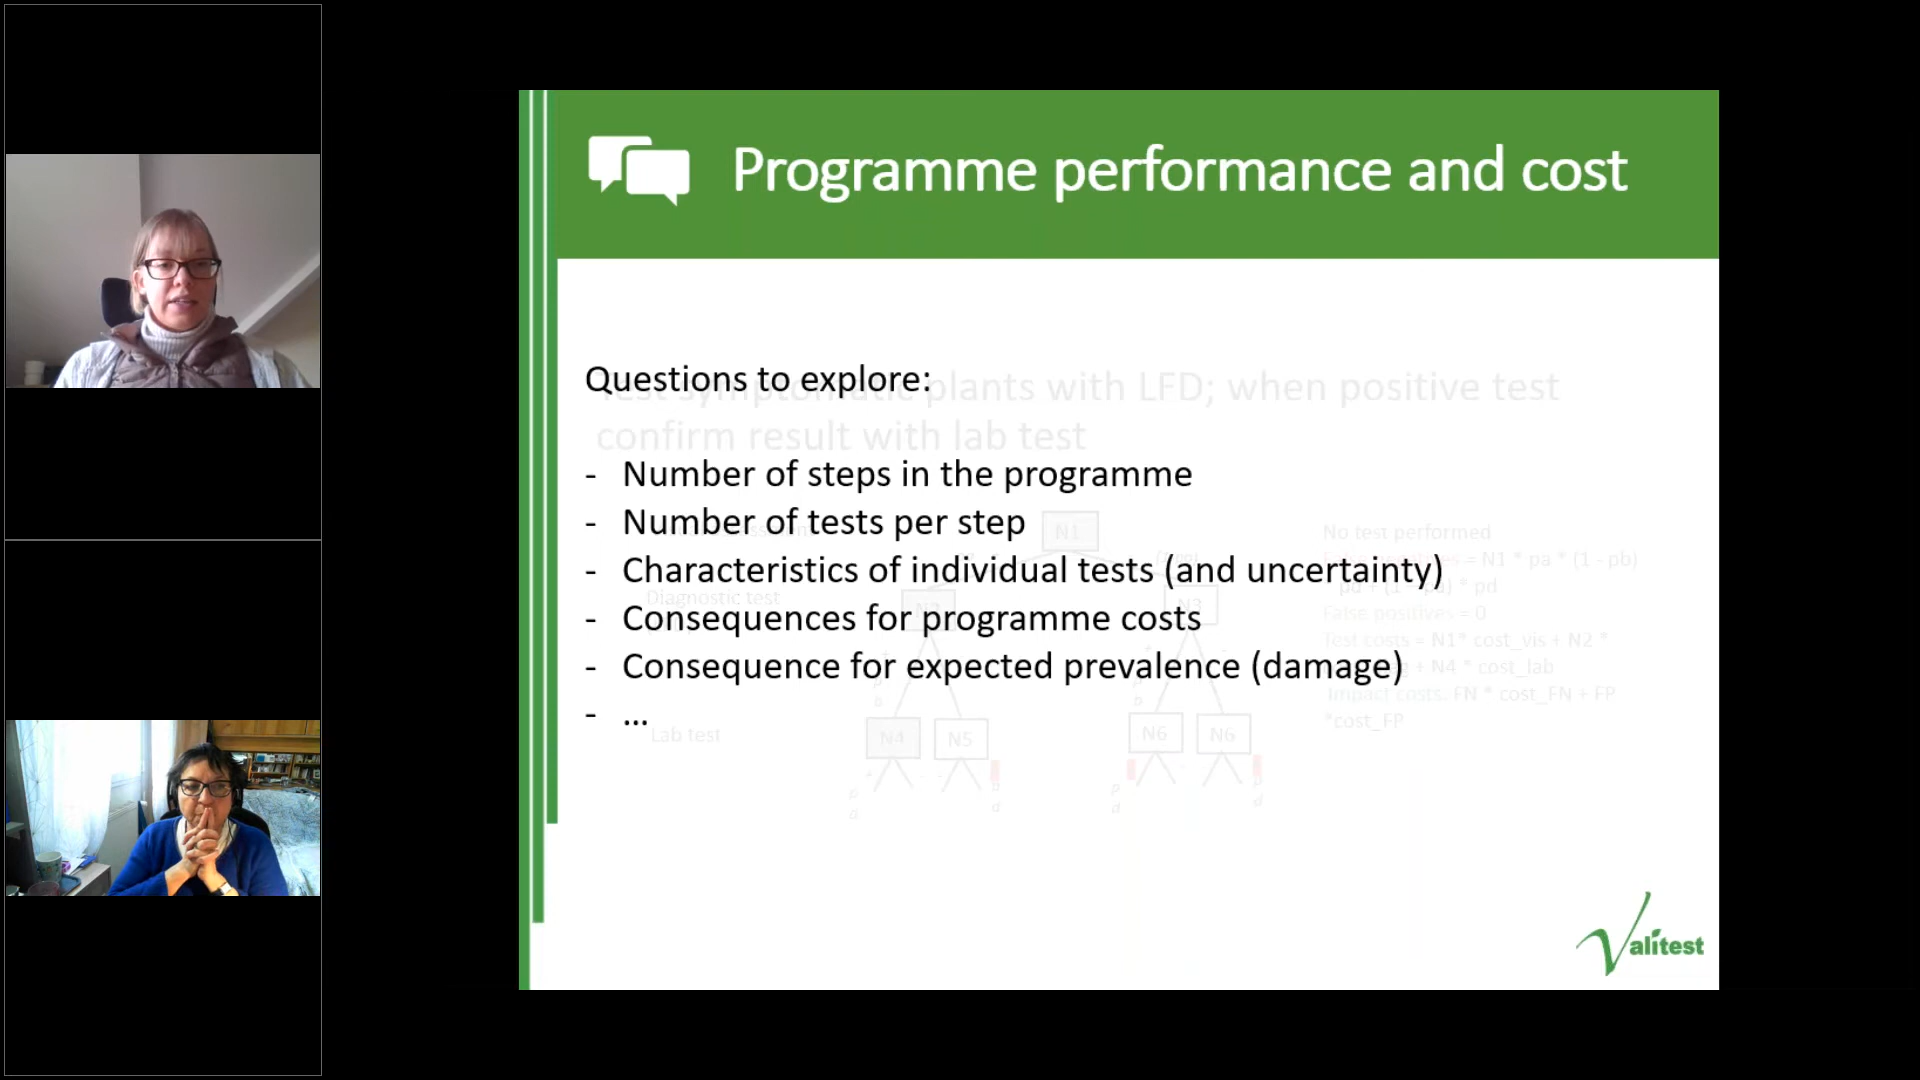 Programme performance and cost
Questions to explore:
Test symptomatic plants with LFD; when positive test
confirm result with lab test
- Number of steps in the programme
- Number of tests per step
- Characteristics of individual tests (and uncertainty)
- Consequences for programme costs
- Consequence for expected prevalence (damage)
- ...
N1
Diagnostic test
N3
Lab test
N4
N5
N6
N6
No test performed
= N1 * pa * (1 - pb)
* pd
False positives = 0
Test costs = N1* cost_vis + N2 *
+ N4 * cost_lab
Impact costs. FN * cost_FN + FP
*cost_FP
Valitest